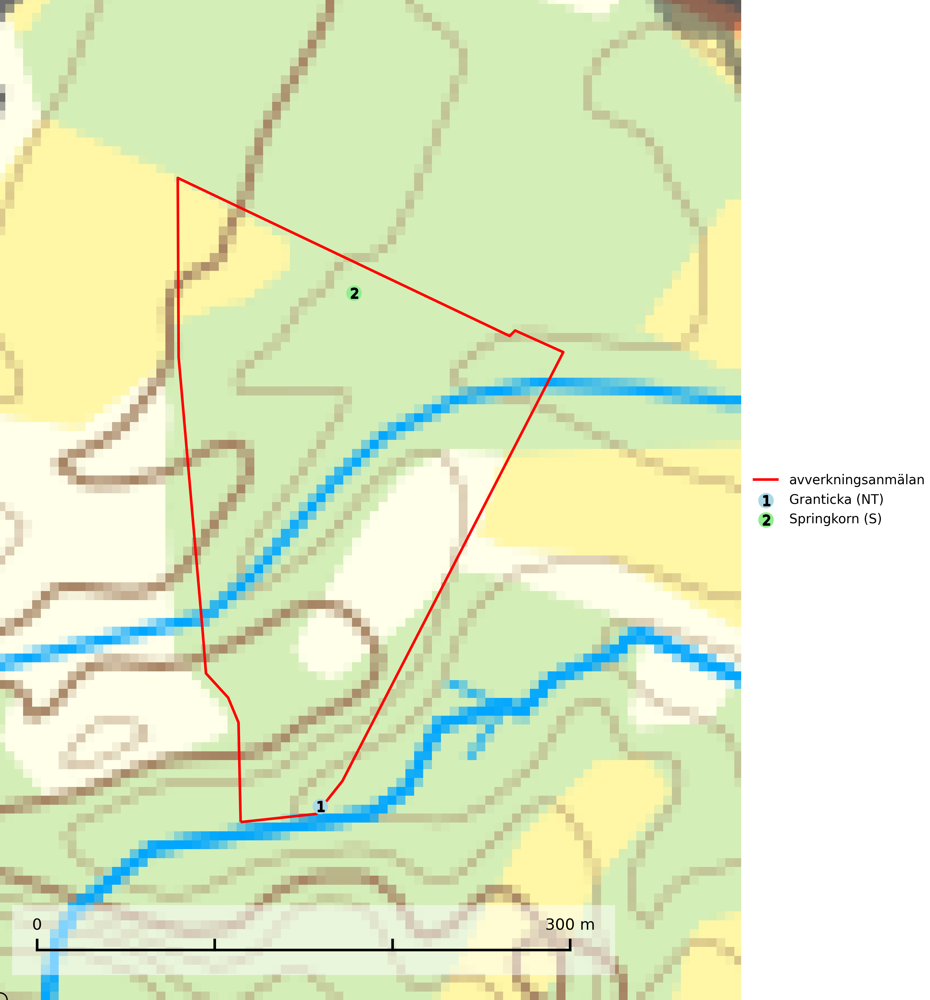 2
1
avverkningsanmälan
1 Granticka (NT)
2 Springkorn (S)
0 300 m